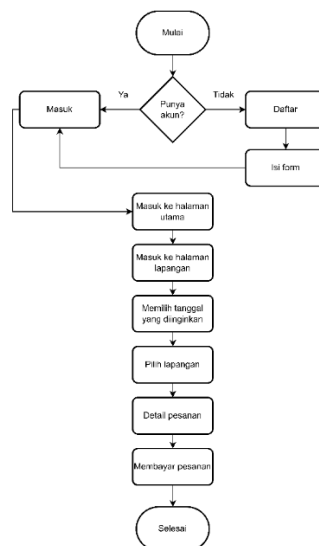 Mulai
Ya
Punya
akun?
Tidak
Masuk
Daftar
Isi form
Masuk ke halaman
utama
Masuk ke halaman
lapangan
Memilih tanggal
yang diinginkan
Pilih lapangan
Detail pesanan
Membayar pesanan
Selesai